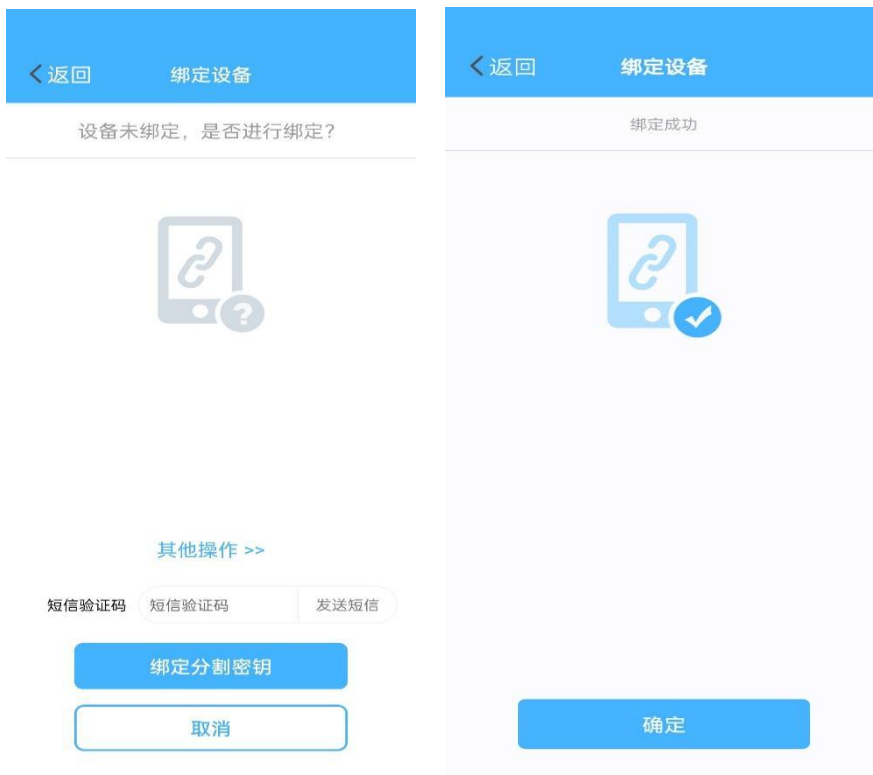 返回
绑定设备
设备未绑定，是否进行绑定？
?
其他操作 >>
短信验证码 短信验证码 发送短信
绑定分割密钥
取消
返回
绑定设备
绑定成功
确定